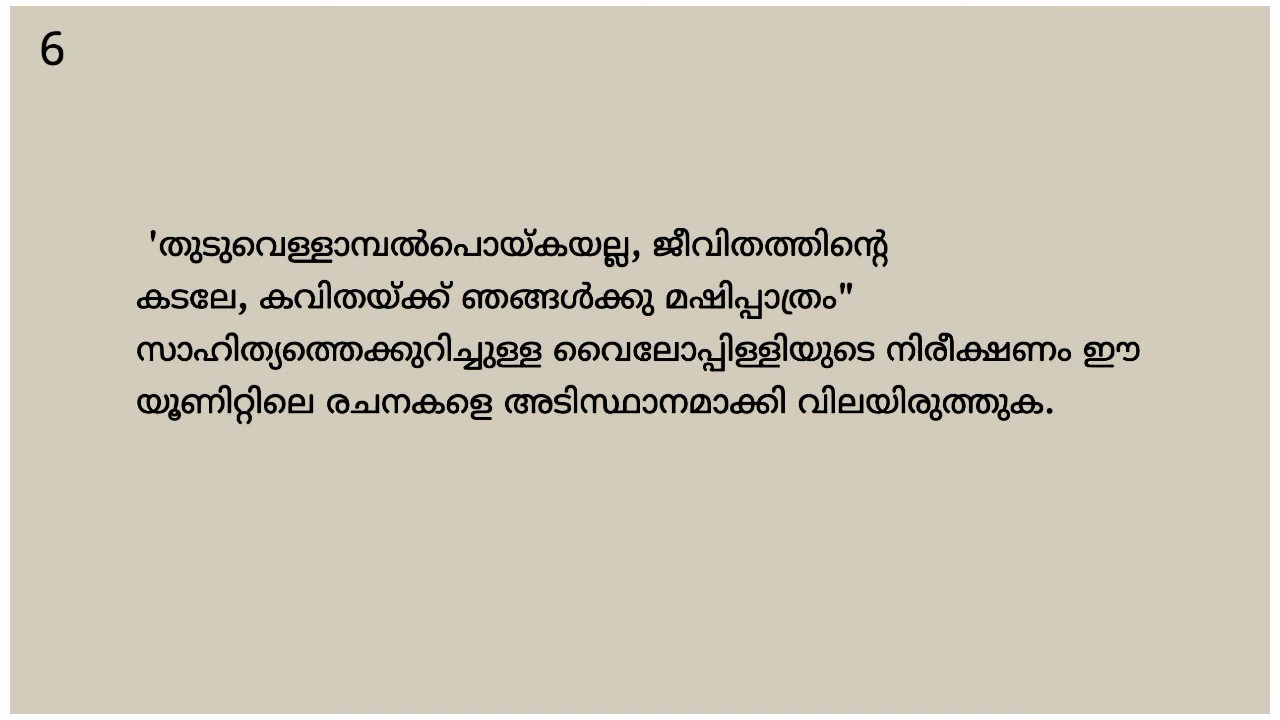 6
'തുടുവെള്ളാമ്പൽപൊയ്കയല്ല, ജീവിതത്തിന്റെ
കടലേ, കവിതയ്ക്ക് ഞങ്ങൾക്കു മഷിപ്പാത്രം"
സാഹിത്യത്തെക്കുറിച്ചുള്ള വൈലോപ്പിള്ളിയുടെ നിരീക്ഷണം ഈ
യൂണിറ്റിലെ രചനകളെ അടിസ്ഥാനമാക്കി വിലയിരുത്തുക.